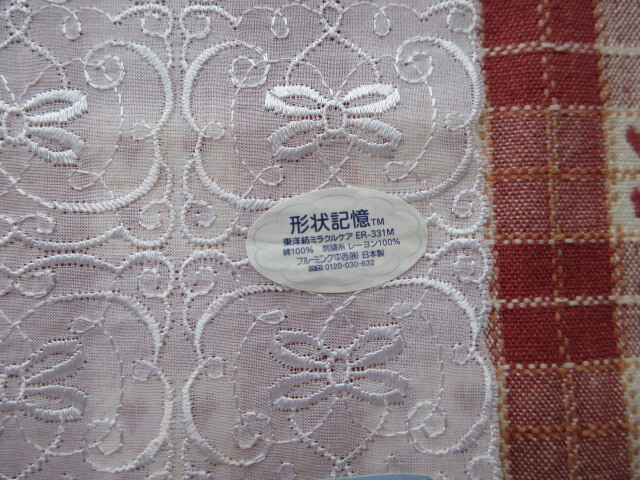 形状記憶TM
東洋紡ミラクルケア ER-331M
綿100% 刺繍糸 レーヨン100%
ブルーミング中西㈱ 日本製
0120-030-632